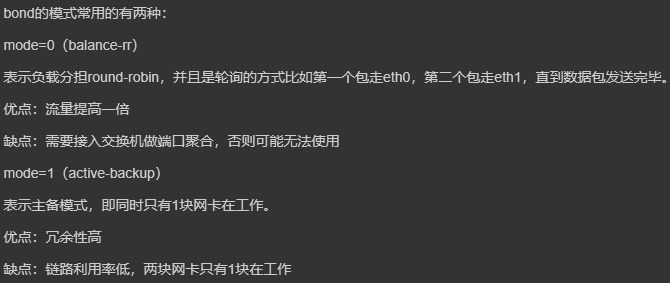 bond的模式常用的有两种：
mode=0（balance-rr）
表示负载分担round-robin，并且是轮询的方式比如第一个包走eth0，第二个包走eth1，直到数据包发送完毕。
优点：流量提高一倍
缺点：需要接入交换机做端口聚合，否则可能无法使用
mode=1（active-backup）
表示主备模式，即同时只有1块网卡在工作。
优点：冗余性高
缺点：链路利用率低，两块网卡只有1块在工作